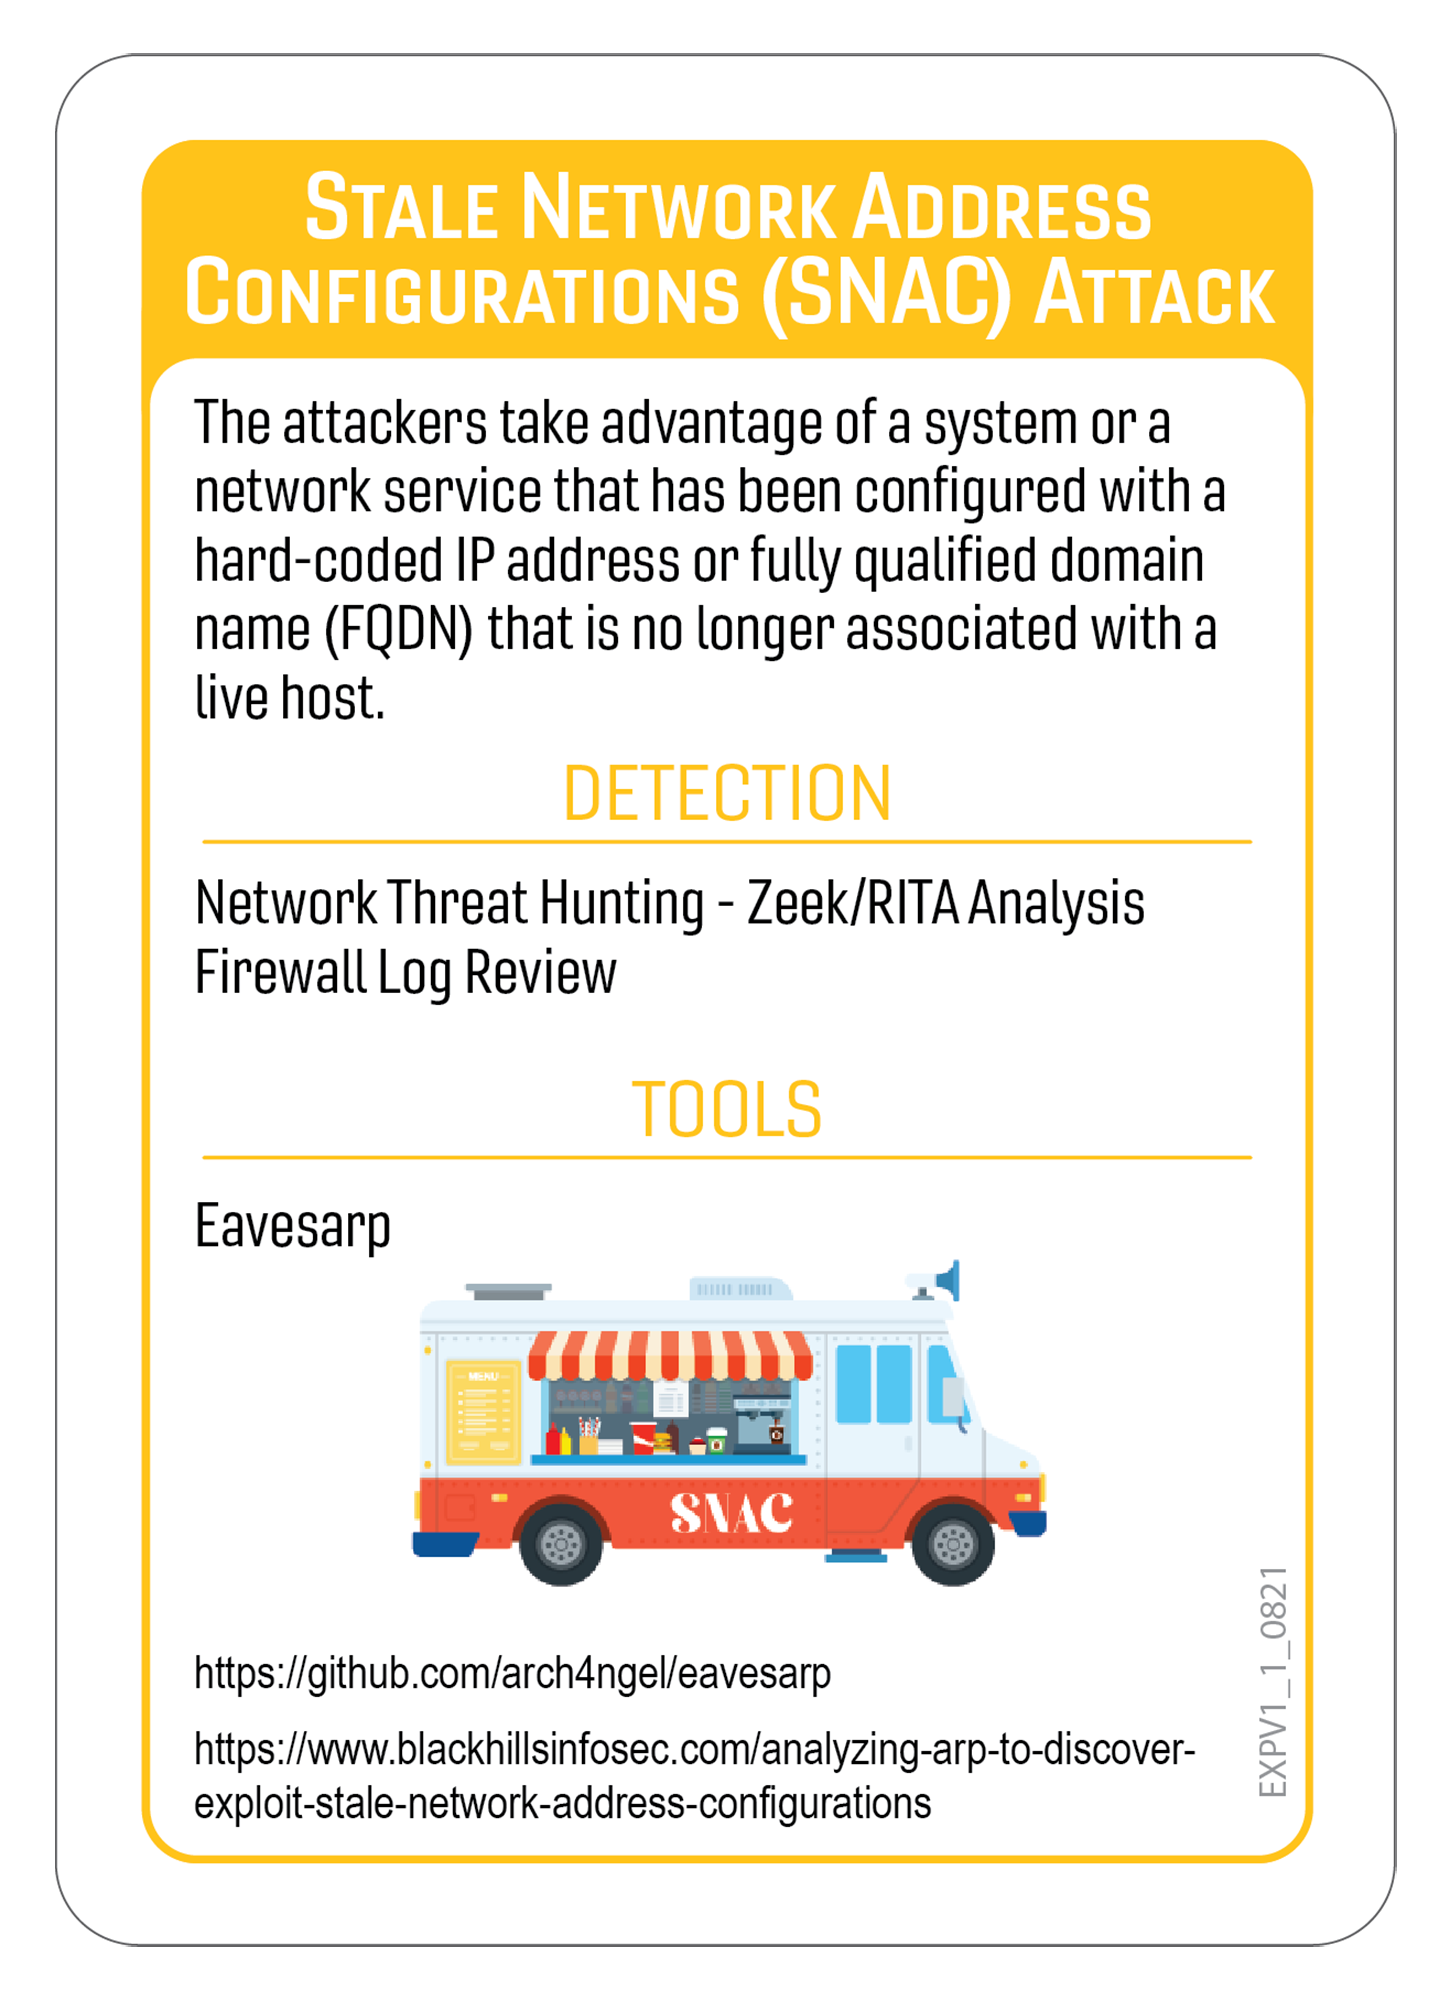 Stale Network Address
Configurations (SNAC) Attack
The attackers take advantage of a system or a
network service that has been configured with a
hard-coded IP address or fully qualified domain
name (FQDN) that is no longer associated with a
live host.
DETECTION
Network Threat Hunting - Zeek/RITA Analysis
Firewall Log Review
TOOLS
Eavesarp
MENU
SNAC
https://github.com/arch4ngel/eavesarp
https://www.blackhillsinfosec.com/analyzing-arp-to-discover-
exploit-stale-network-address-configurations
EXPV1_1_0821